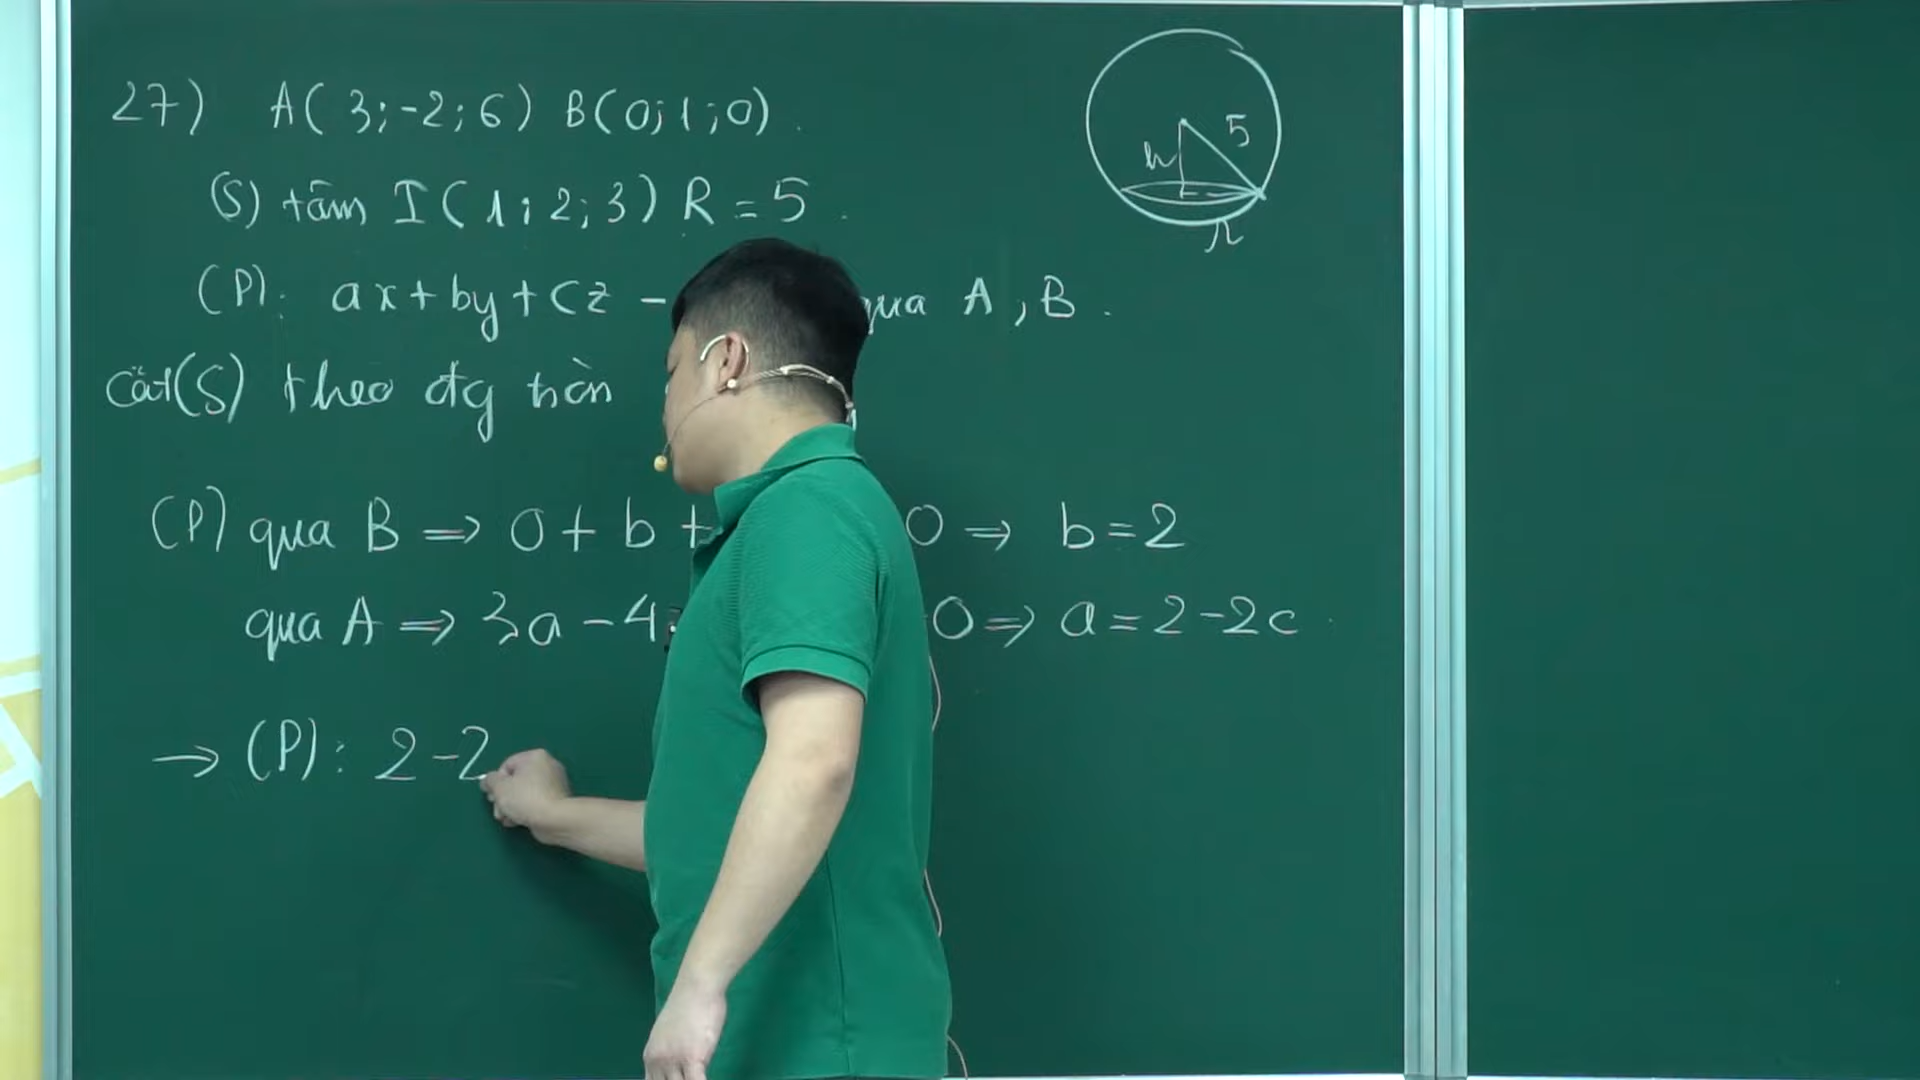 27) A(3;-2;6) B(0;1;0).
(S) tâm I(1;2;3) R = 5.
(P): ax+by+cz - qua A, B.
cắt(S) theo đg tròn
(P) qua B => 0 + b + 0 => b = 2
qua A => 3a - 4 0 => a = 2-2c.
→ (P): 2-2
h 5
r